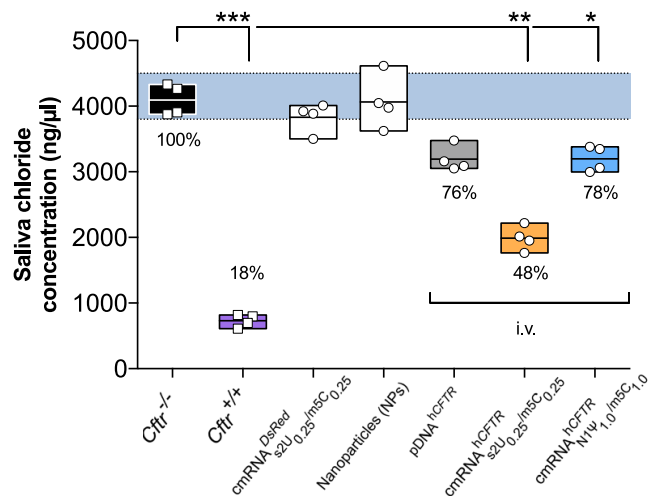 ***
**
*
5000
4000
3000
2000
1000
0
Saliva chloride
concentration (ng/µl)
100%
18%
76%
48%
78%
i.v.
Cftr -/-
Cftr +/+
cmRNA DsRed s2U0.25/m5C0.25
Nanoparticles (NPs)
pDNA hCFTR
cmRNA hCFTR s2U0.25/m5C0.25
cmRNA hCFTR N1Ψ1.0/m5C1.0